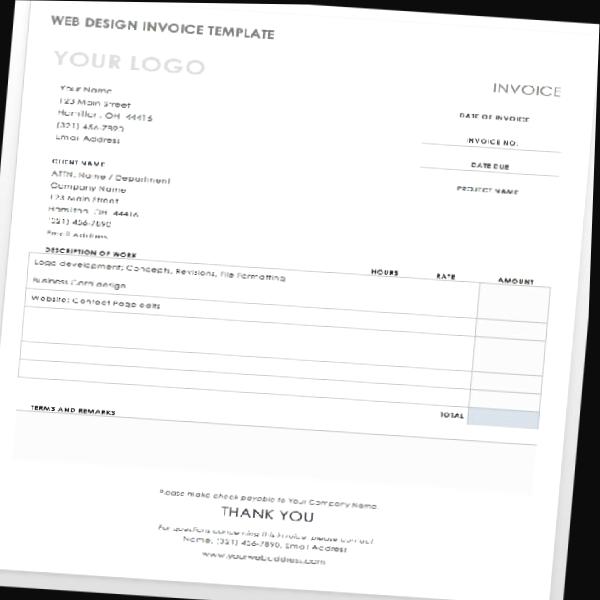 WEB DESIGN INVOICE TEMPLATE
YOUR LOGO
INVOICE
Your Name
123 Main Street
Hamilton, OH 44416
(321) 456-7890
Email Address
DATE OF INVOICE
INVOICE NO.
DATE DUE
PROJECT NAME
CLIENT NAME
ATTN: Name / Department
Company Name
123 Main Street
Hamilton, OH 44416
(321) 456-7890
Email Address
DESCRIPTION OF WORK HOURS RATE AMOUNT
Logo development: Concepts, Revisions, File Formatting
Business Card design
Website: Contact Page edits
TOTAL
TERMS AND REMARKS
Please make check payable to Your Company Name.
THANK YOU
For questions concerning this invoice, please contact
Name, (321) 456-7890, Email Address
www.yourwebaddress.com